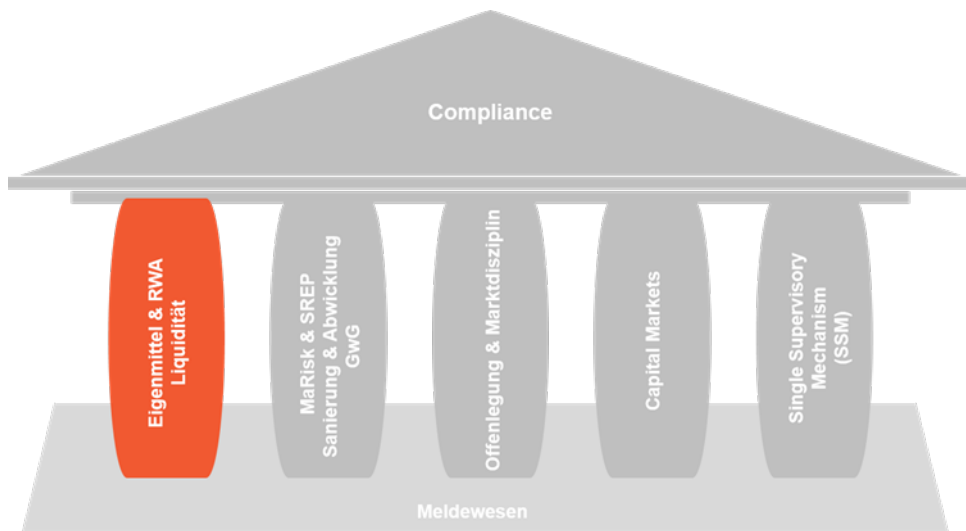 Compliance
Eigenmittel & RWA
Liquidität
MaRisk & SREP
Sanierung & Abwicklung
GwG
Offenlegung & Marktdisziplin
Capital Markets
Single Supervisory
Mechanism
(SSM)
Meldewesen